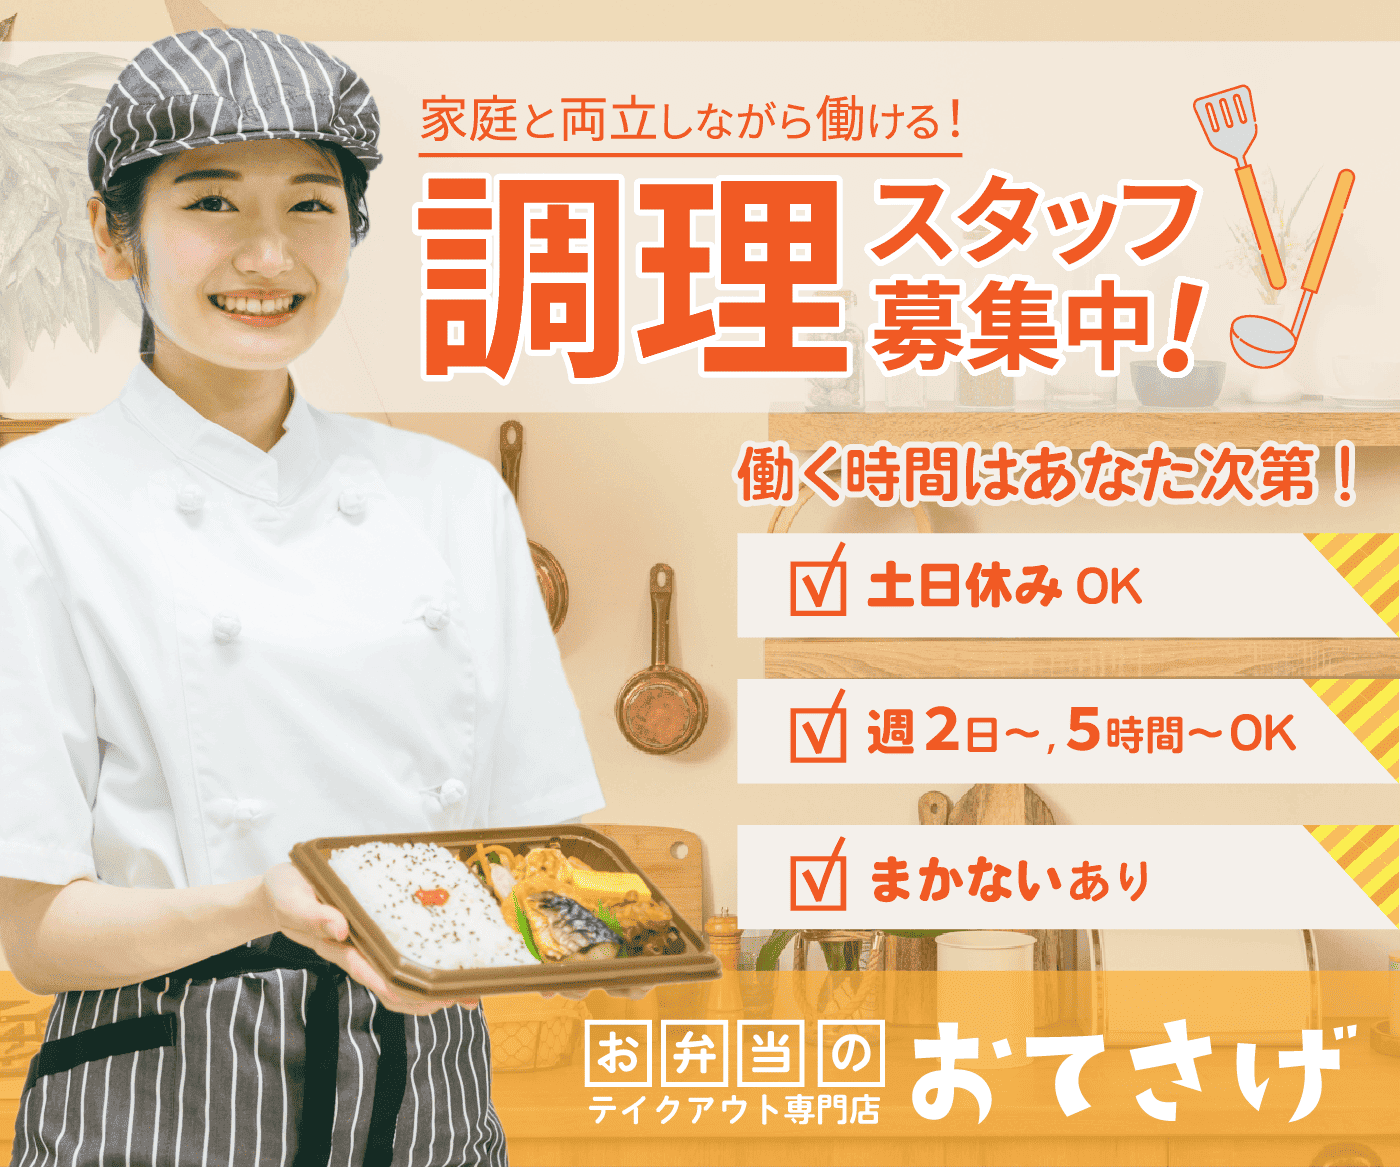 家庭と両立しながら働ける！
調理
スタッフ
募集中！
働く時間はあなた次第！
土日休み OK
週2日～, 5時間～OK
まかないあり
お弁当の
テイクアウト専門店
おてさげ